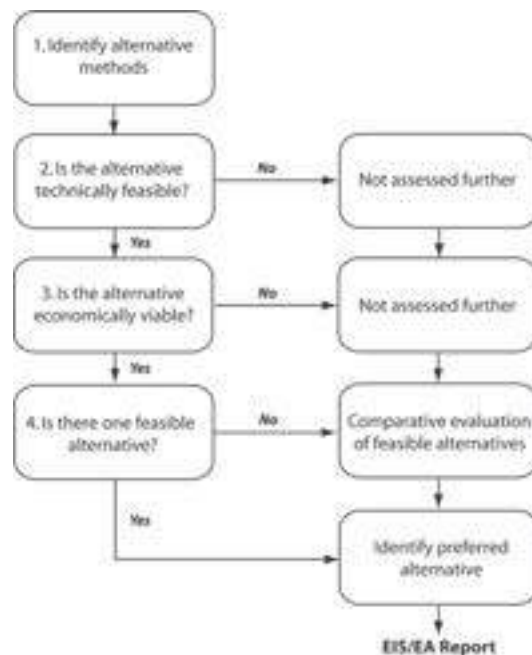 1. Identify alternative
methods
2. Is the alternative
technically feasible?
No
Not assessed further
Yes
3. Is the alternative
economically viable?
No
Not assessed further
Yes
4. Is there one feasible
alternative?
No
Comparative evaluation
of feasible alternatives
Yes
Identify preferred
alternative
EIS/EA Report